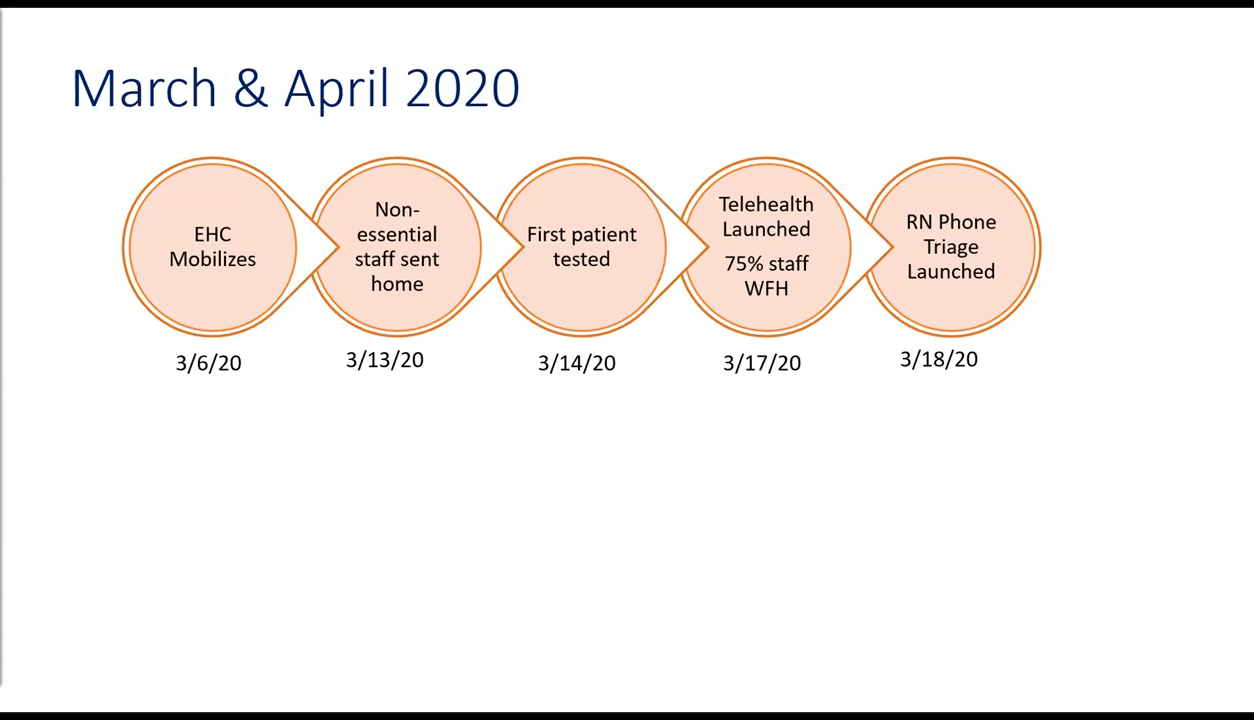 March & April 2020
EHC
Mobilizes
Non-
essential
staff sent
home
First patient
tested
Telehealth
Launched
75% staff
WFH
RN Phone
Triage
Launched
3/6/20
3/13/20
3/14/20
3/17/20
3/18/20